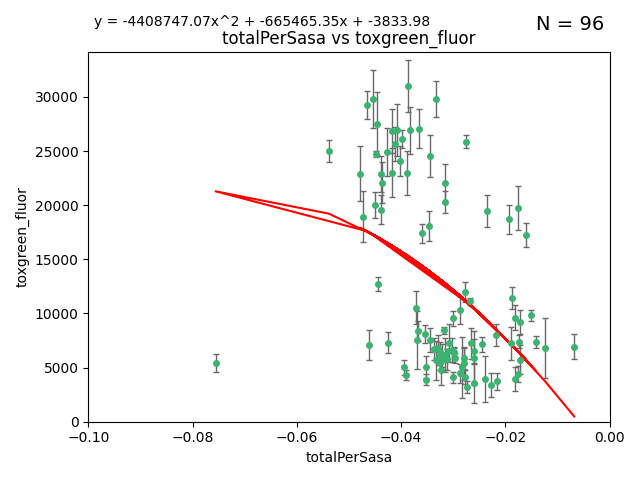 y = -4408747.07x^2 + -665465.35x + -3833.98
N = 96
totalPerSasa vs toxgreen_fluor
toxgreen_fluor
30000
25000
20000
15000
10000
5000
0
−0.10
−0.08
−0.06
−0.04
−0.02
0.00
totalPerSasa